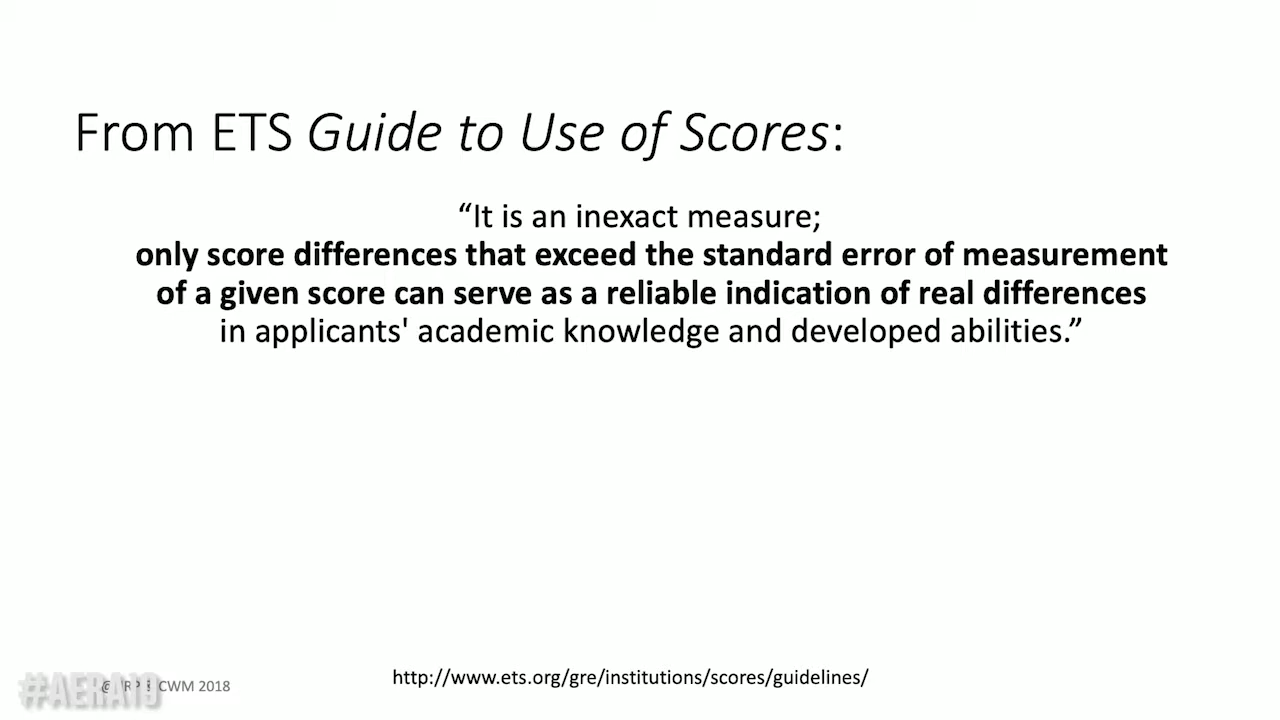 From ETS Guide to Use of Scores:
“It is an inexact measure;
only score differences that exceed the standard error of measurement
of a given score can serve as a reliable indication of real differences
in applicants' academic knowledge and developed abilities.”
http://www.ets.org/gre/institutions/scores/guidelines/
#AERA19
CWM 2018